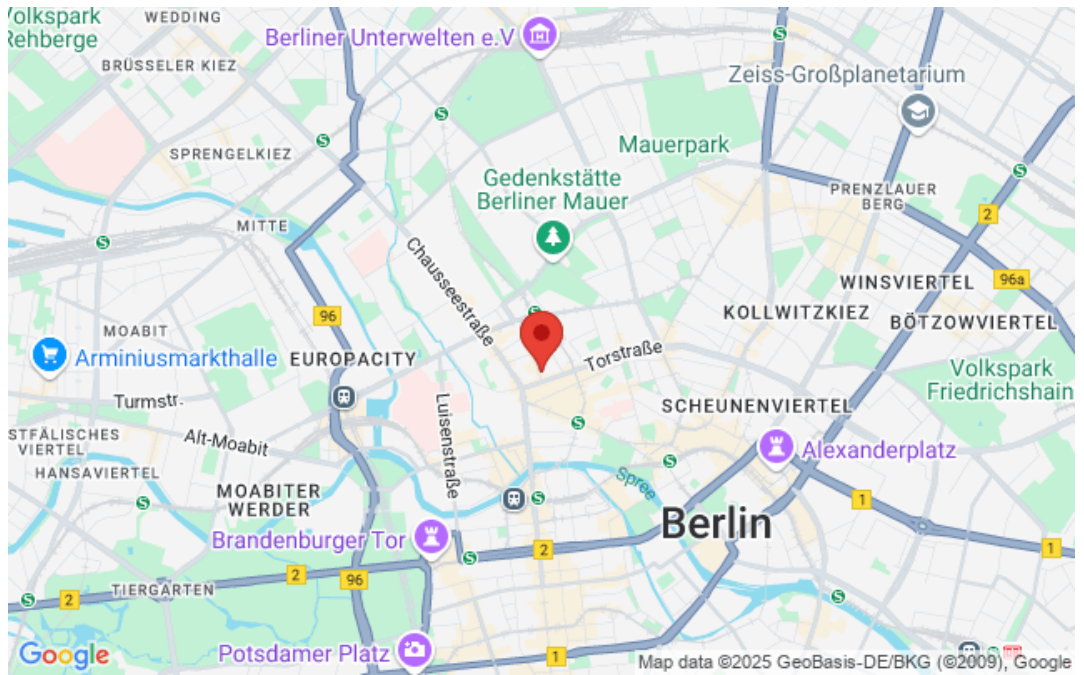 Volkspark
Rehberge
WEDDING
Berliner Unterwelten e.V
BRÜSSELER KIEZ
Zeiss-Großplanetarium
S
S
S
Mauerpark
SPRENGELKIEZ
Gedenkstätte
Berliner Mauer
S
PRENZLAUER
BERG
2
MITTE
S
Chausseestraße
WINSVIERTEL
96a
96
S
KOLLWITZKIEZ
BÖTZOWVIERTEL
MOABIT
Arminiusmarkthalle
EUROPACITY
Torstraße
Volkspark
Friedrichshain
Turmstr.
Luisenstraße
SCHEUNENVIERTEL
STFÄLISCHES
VIERTEL
Alt-Moabit
S
Alexanderplatz
HANSAVIERTEL
S
Spree
MOABITER
WERDER
S
S
1
Berlin
Brandenburger Tor
2
S
1
2
96
TIERGARTEN
2
S
S
Google
Potsdamer Platz
1
Map data ©2025 GeoBasis-DE/BKG (©2009), Google